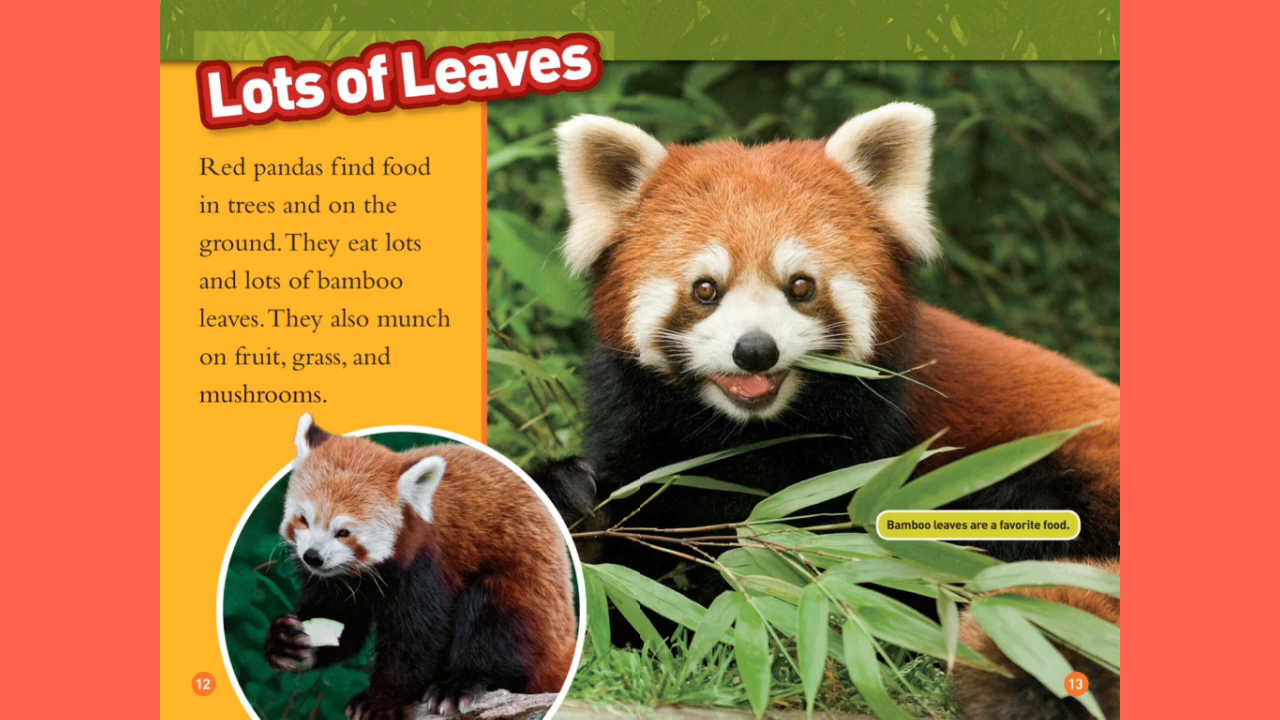 Lots of Leaves
Red pandas find food
in trees and on the
ground. They eat lots
and lots of bamboo
leaves. They also munch
on fruit, grass, and
mushrooms.
Bamboo leaves are a favorite food.
12
13